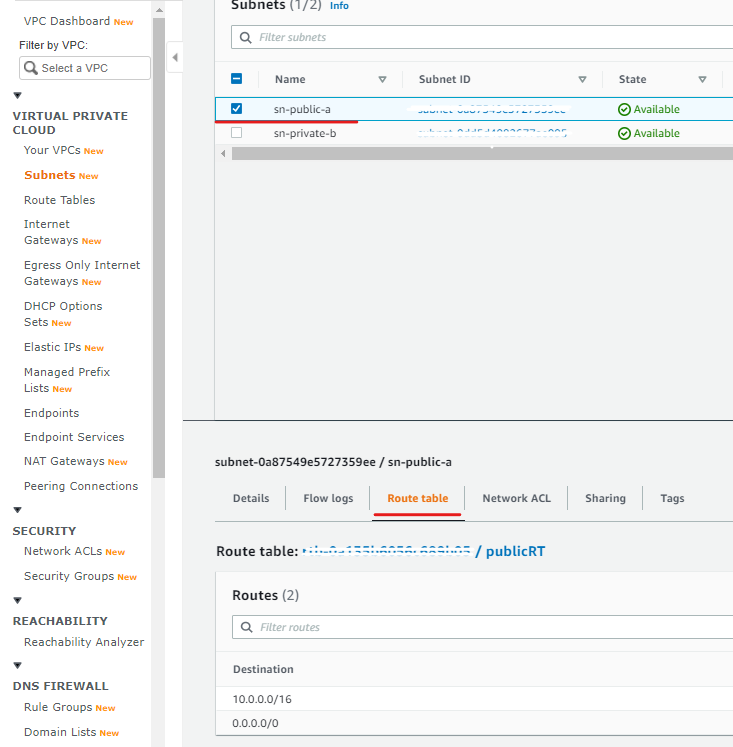 VPC Dashboard New
Filter by VPC:
Select a VPC
VIRTUAL PRIVATE
CLOUD
Your VPCs New
Subnets New
Route Tables
Internet
Gateways New
Egress Only Internet
Gateways New
DHCP Options
Sets New
Elastic IPs New
Managed Prefix
Lists New
Endpoints
Endpoint Services
NAT Gateways New
Peering Connections
SECURITY
Network ACLs New
Security Groups New
REACHABILITY
Reachability Analyzer
DNS FIREWALL
Rule Groups New
Domain Lists New
Subnets (1/2) Info
Filter subnets
Name Subnet ID State
sn-public-a Available
sn-private-b Available
subnet-0a87549e5727359ee / sn-public-a
Details Flow logs Route table Network ACL Sharing Tags
Route table: / publicRT
Routes (2)
Filter routes
Destination
10.0.0.0/16
0.0.0.0/0